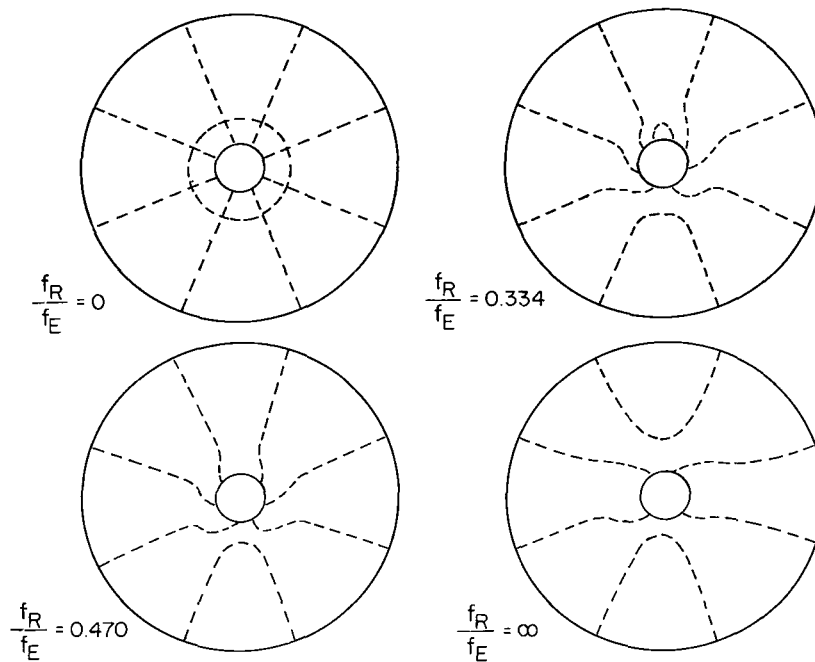 f_R/f_E = 0
f_R/f_E = 0.334
f_R/f_E = 0.470
f_R/f_E = ∞